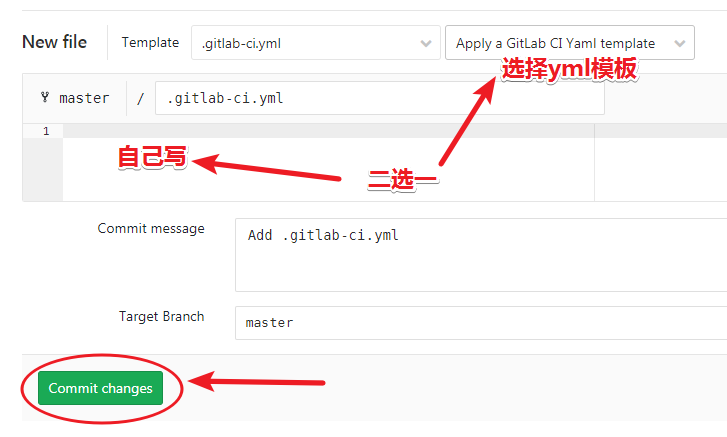 New file Template .gitlab-ci.yml Apply a GitLab CI Yaml template
选择yml模板
master / .gitlab-ci.yml
1
自己写
二选一
Commit message Add .gitlab-ci.yml
Target Branch master
Commit changes